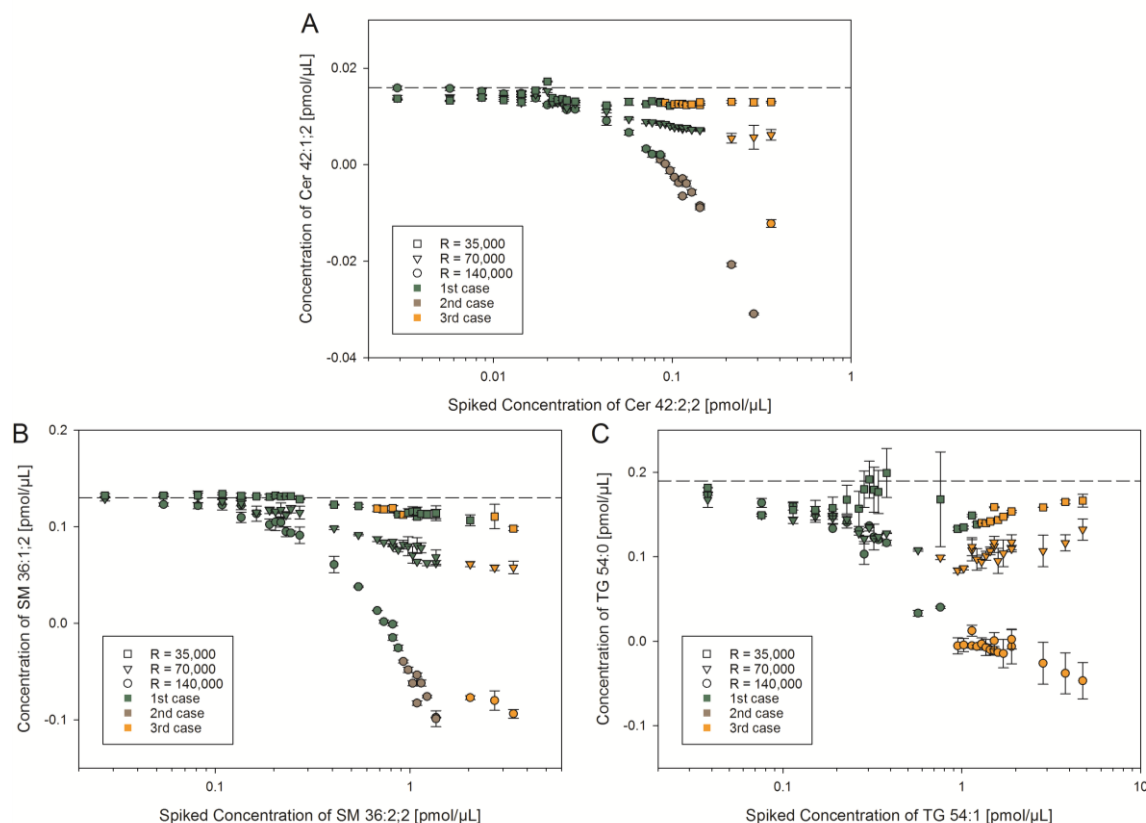 A
Concentration of Cer 42:1;2 [pmol/µL]
0.02
0.00
-0.02
-0.04
R = 35,000
R = 70,000
R = 140,000
1st case
2nd case
3rd case
0.01
0.1
1
Spiked Concentration of Cer 42:2;2 [pmol/µL]
B
Concentration of SM 36:1;2 [pmol/µL]
0.2
0.1
0.0
-0.1
R = 35,000
R = 70,000
R = 140,000
1st case
2nd case
3rd case
0.1
1
Spiked Concentration of SM 36:2;2 [pmol/µL]
C
Concentration of TG 54:0 [pmol/µL]
0.2
0.1
0.0
-0.1
R = 35,000
R = 70,000
R = 140,000
1st case
2nd case
3rd case
0.1
1
10
Spiked Concentration of TG 54:1 [pmol/µL]